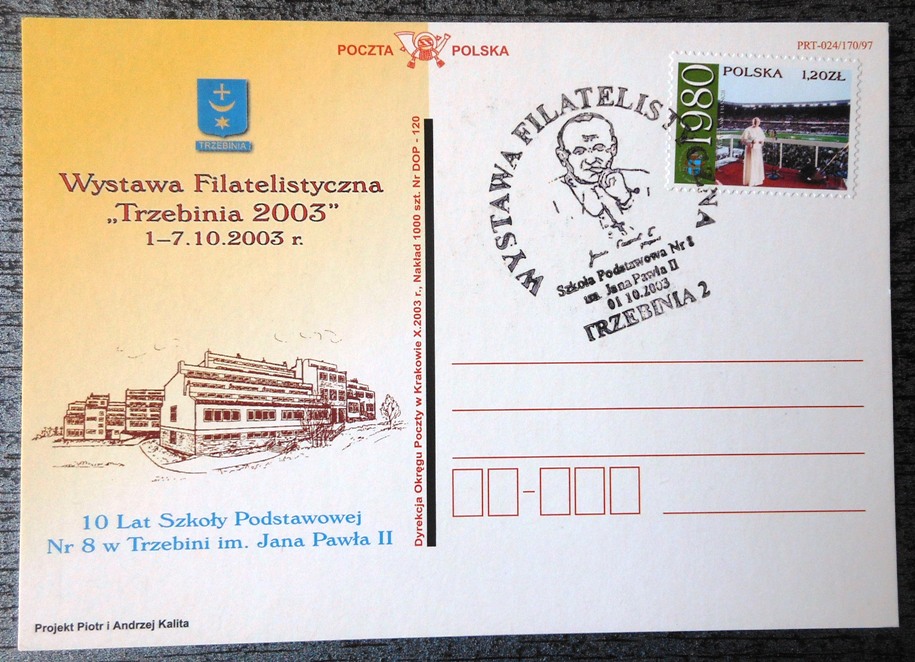 POCZTA POLSKA
PRT-024/170/97
TRZEBINIA
Wystawa Filatelistyczna
„Trzebinia 2003”
1–7.10.2003 r.
10 Lat Szkoły Podstawowej
Nr 8 w Trzebini im. Jana Pawła II
Projekt Piotr i Andrzej Kalita
Dyrekcja Okręgu Poczty w Krakowie X.2003 r., Nakład 1000 szt. Nr DOP - 120
1980
POLSKA 1,20ZŁ
WYSTAWA FILATELIST NA
Szkoła Podstawowa Nr 8
im. Jana Pawła II
01 10.2003
TRZEBINIA 2